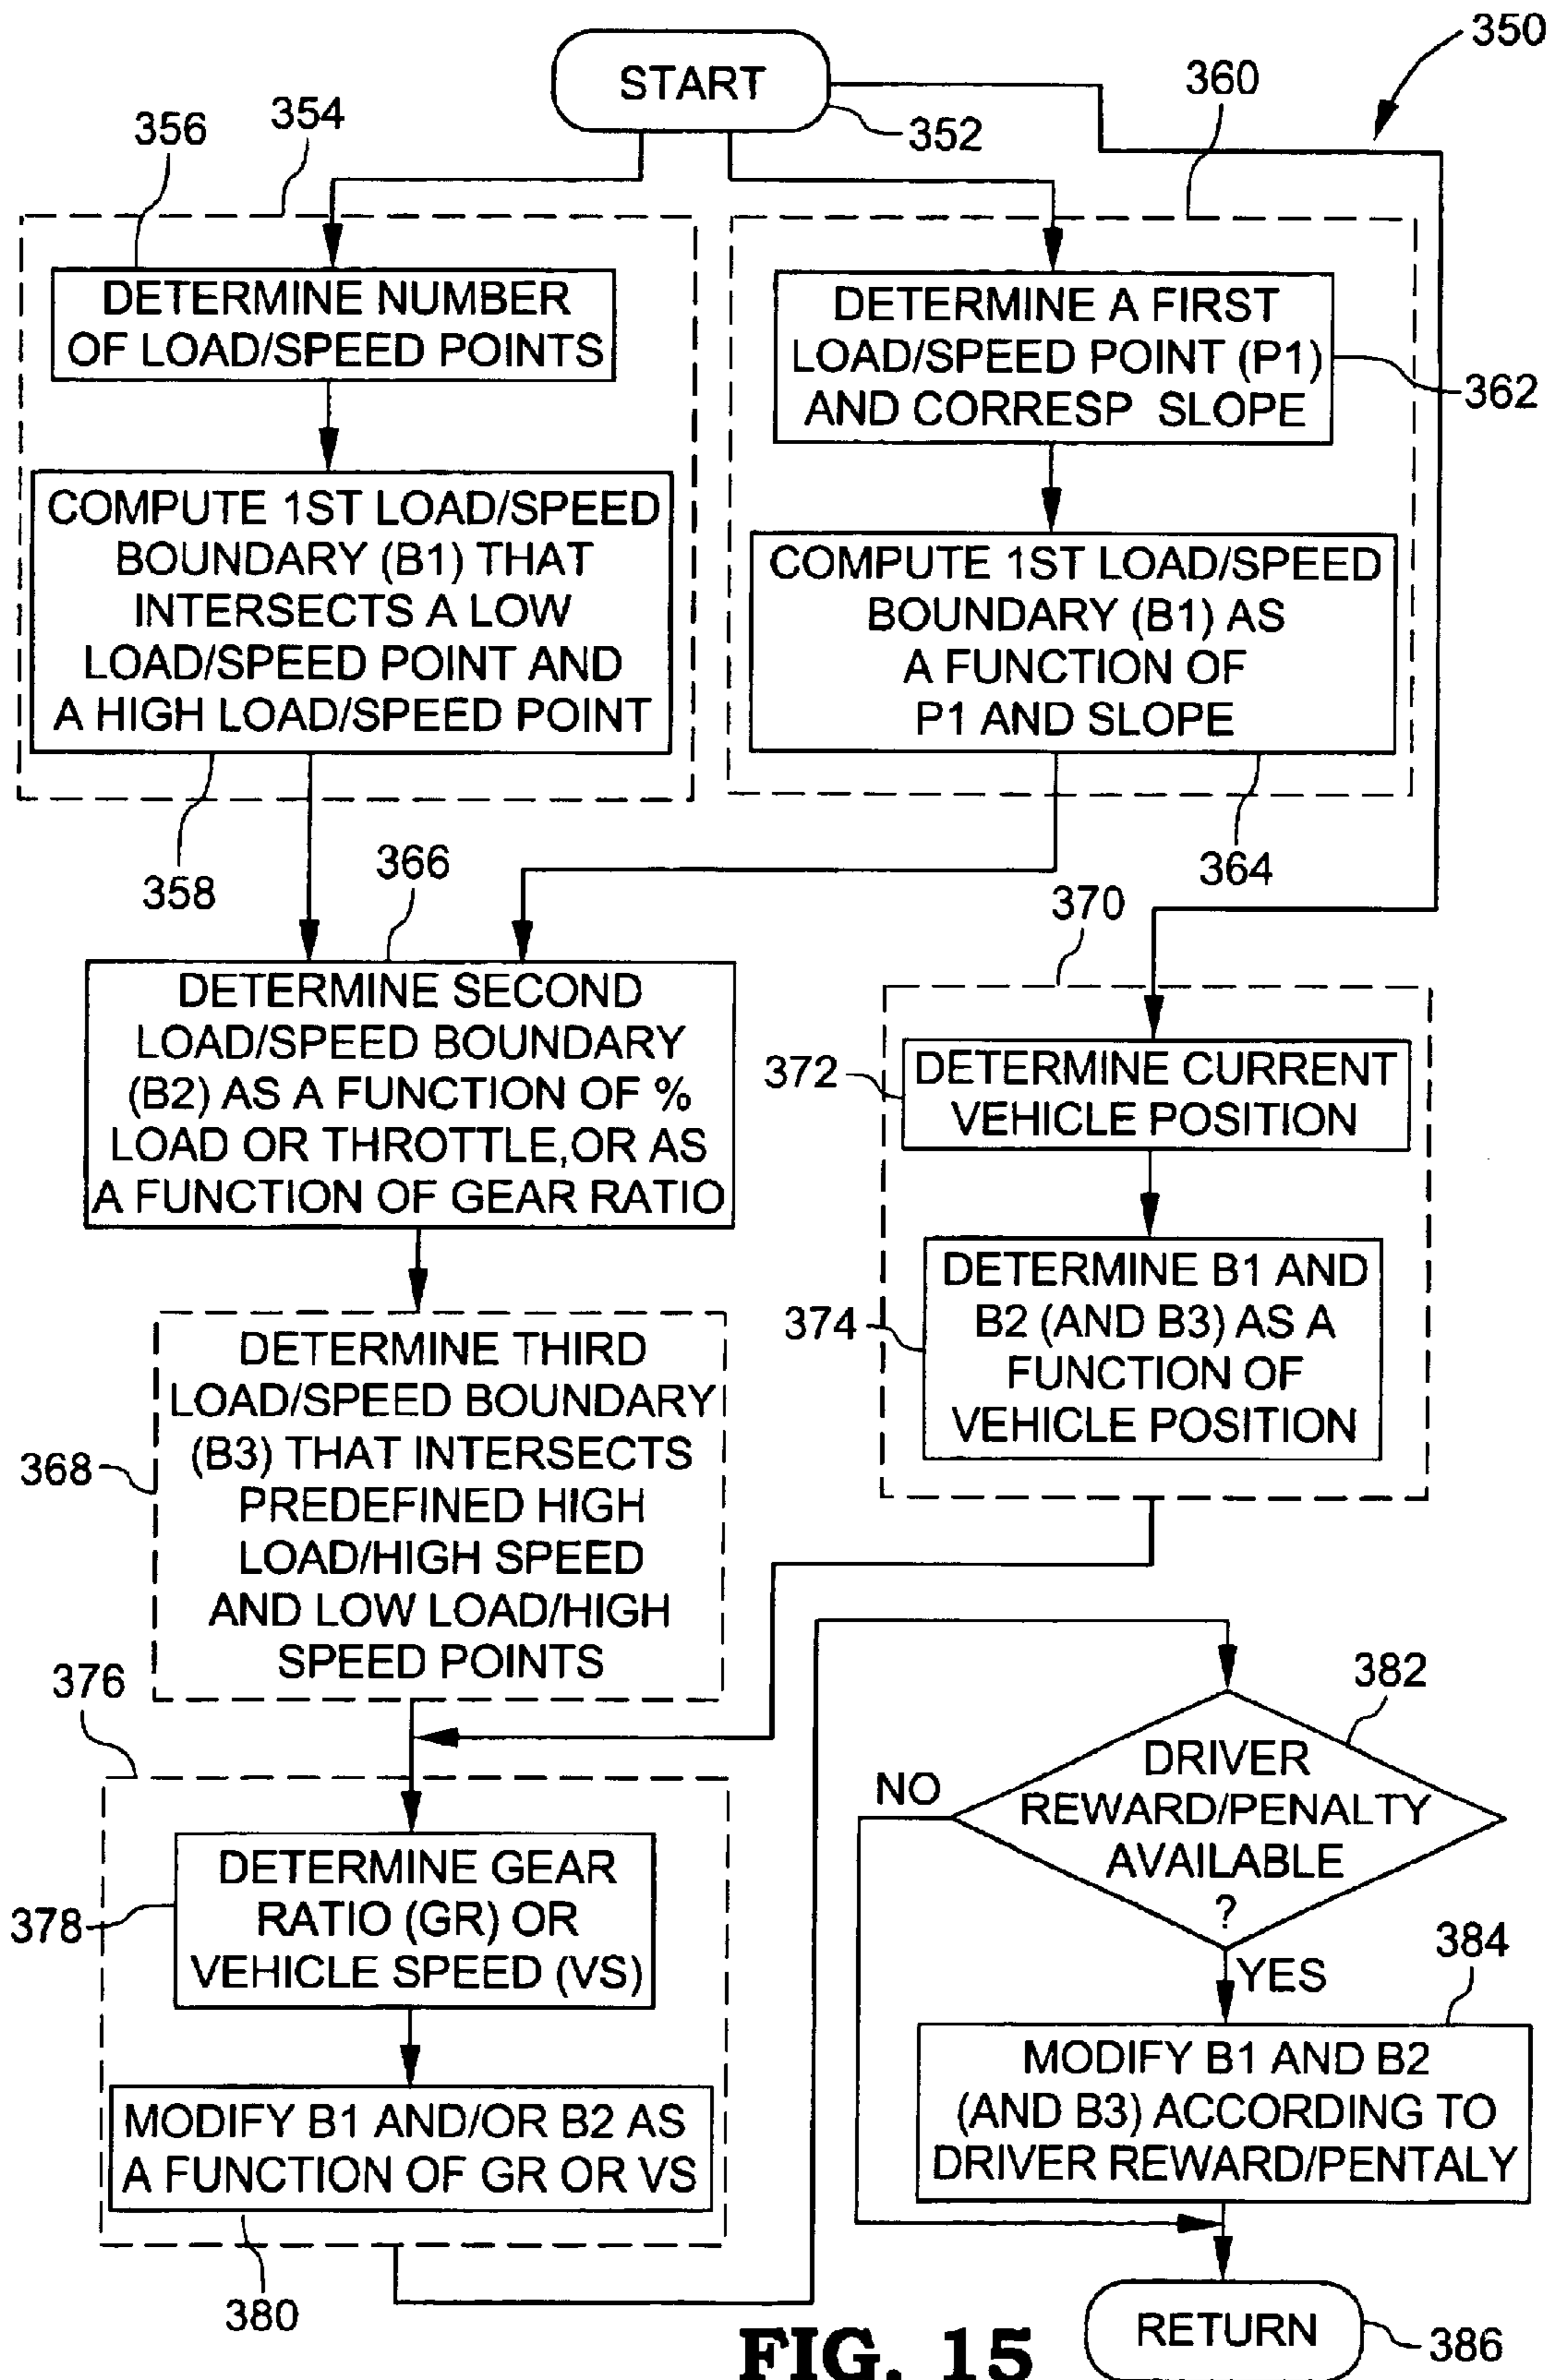 350
START
352
360
354
356
DETERMINE NUMBER
OF LOAD/SPEED POINTS
DETERMINE A FIRST
LOAD/SPEED POINT (P1)
AND CORRESP SLOPE
362
COMPUTE 1ST LOAD/SPEED
BOUNDARY (B1) THAT
INTERSECTS A LOW
LOAD/SPEED POINT AND
A HIGH LOAD/SPEED POINT
COMPUTE 1ST LOAD/SPEED
BOUNDARY (B1) AS
A FUNCTION OF
P1 AND SLOPE
358
364
366
370
DETERMINE SECOND
LOAD/SPEED BOUNDARY
(B2) AS A FUNCTION OF %
LOAD OR THROTTLE,OR AS
A FUNCTION OF GEAR RATIO
372
DETERMINE CURRENT
VEHICLE POSITION
374
DETERMINE B1 AND
B2 (AND B3) AS A
FUNCTION OF
VEHICLE POSITION
368
DETERMINE THIRD
LOAD/SPEED BOUNDARY
(B3) THAT INTERSECTS
PREDEFINED HIGH
LOAD/HIGH SPEED
AND LOW LOAD/HIGH
SPEED POINTS
376
382
DRIVER
REWARD/PENALTY
AVAILABLE
?
NO
YES
378
DETERMINE GEAR
RATIO (GR) OR
VEHICLE SPEED (VS)
384
MODIFY B1 AND B2
(AND B3) ACCORDING TO
DRIVER REWARD/PENTALY
MODIFY B1 AND/OR B2 AS
A FUNCTION OF GR OR VS
380
RETURN
386
FIG. 15